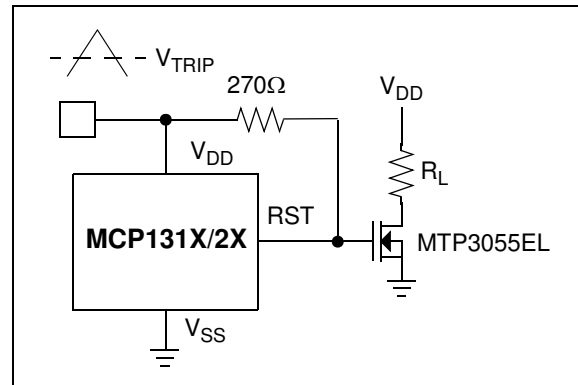 V_TRIP
270Ω
V_DD
V_DD
R_L
MCP131X/2X
RST
MTP3055EL
V_SS